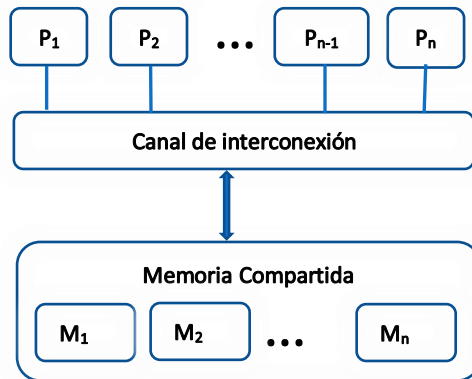 P1 P2 ... Pn-1 Pn
Canal de interconexión
Memoria Compartida
M1 M2 ... Mn